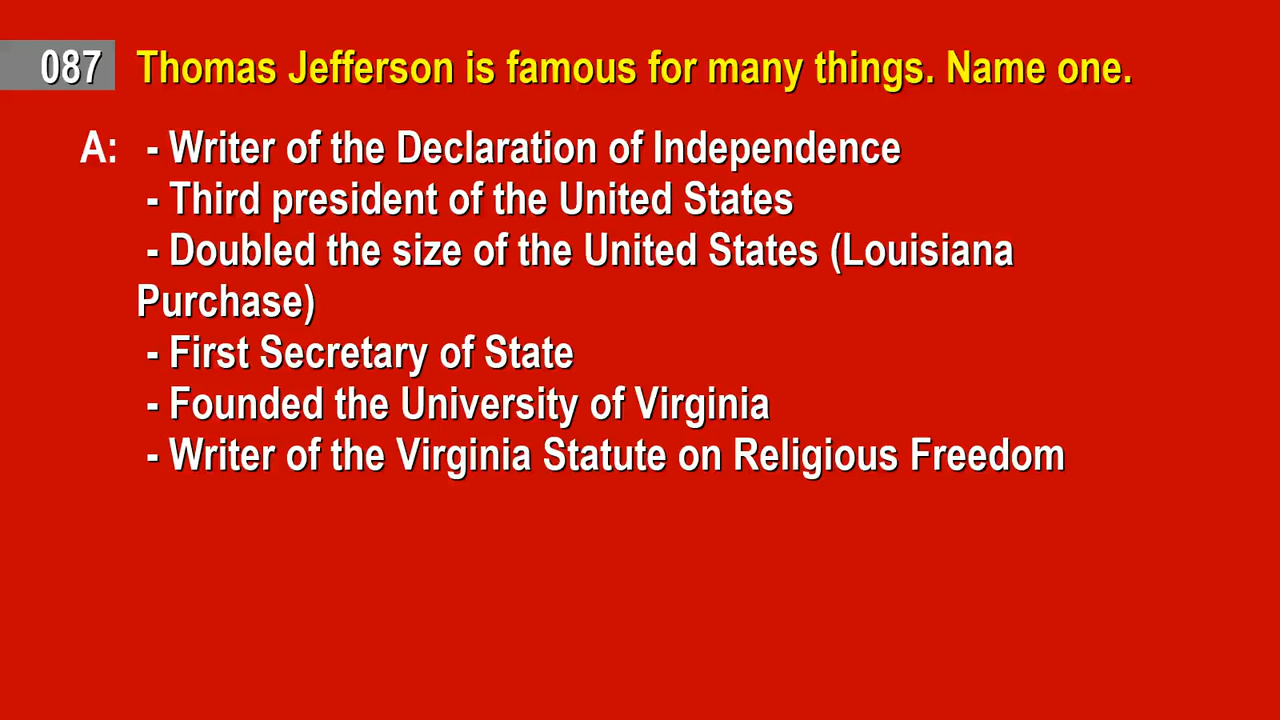 087 Thomas Jefferson is famous for many things. Name one.
A: - Writer of the Declaration of Independence
- Third president of the United States
- Doubled the size of the United States (Louisiana
Purchase)
- First Secretary of State
- Founded the University of Virginia
- Writer of the Virginia Statute on Religious Freedom